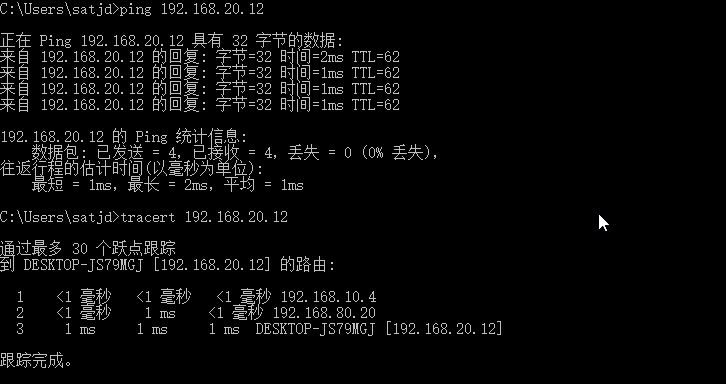 C:\Users\satjd>ping 192.168.20.12
正在 Ping 192.168.20.12 具有 32 字节的数据:
来自 192.168.20.12 的回复: 字节=32 时间=2ms TTL=62
来自 192.168.20.12 的回复: 字节=32 时间=1ms TTL=62
来自 192.168.20.12 的回复: 字节=32 时间=1ms TTL=62
来自 192.168.20.12 的回复: 字节=32 时间=1ms TTL=62
192.168.20.12 的 Ping 统计信息:
数据包: 已发送 = 4, 已接收 = 4, 丢失 = 0 (0% 丢失),
往返行程的估计时间(以毫秒为单位):
最短 = 1ms, 最长 = 2ms, 平均 = 1ms
C:\Users\satjd>tracert 192.168.20.12
通过最多 30 个跃点跟踪
到 DESKTOP-JS79MGJ [192.168.20.12] 的路由:
1 <1 毫秒 <1 毫秒 <1 毫秒 192.168.10.4
2 <1 毫秒 1 ms <1 毫秒 192.168.80.20
3 1 ms 1 ms 1 ms DESKTOP-JS79MGJ [192.168.20.12]
跟踪完成。